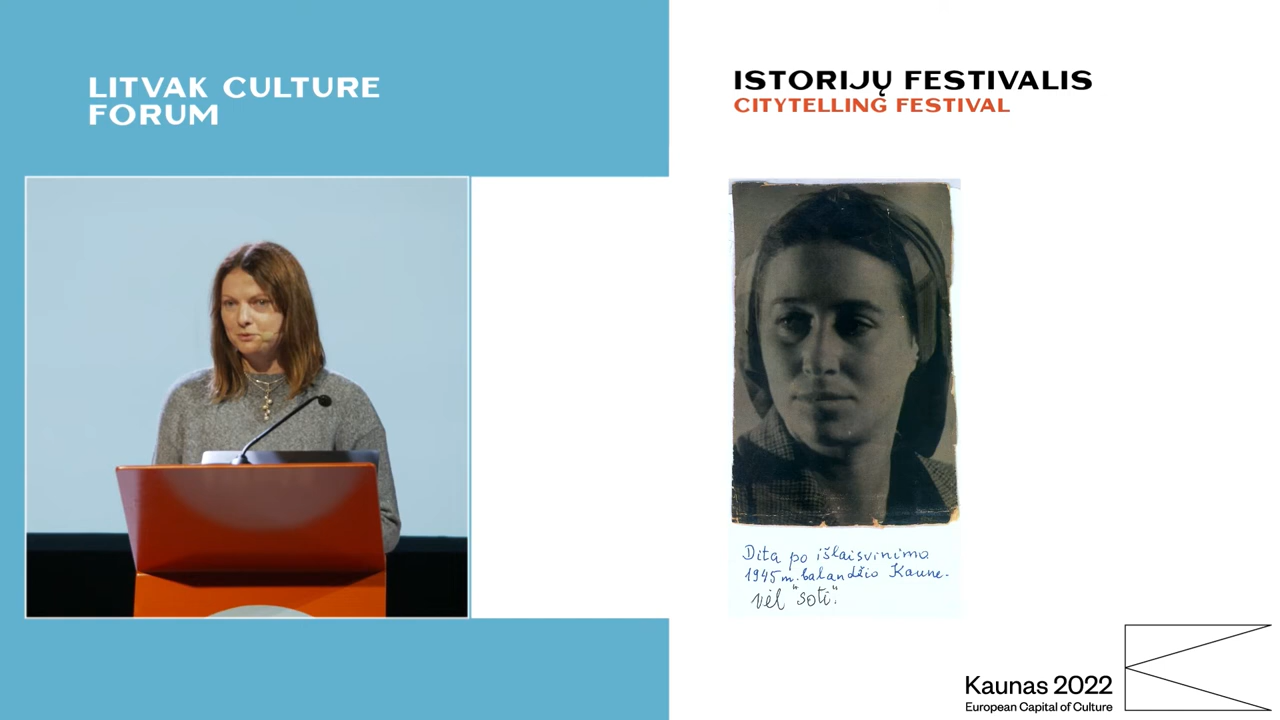 LITVAK CULTURE
FORUM
ISTORIJŲ FESTIVALIS
CITYTELLING FESTIVAL
Dita po išlaisvinimo
1945 m. balandžio Kaune.
vėl "soti".
Kaunas 2022
European Capital of Culture